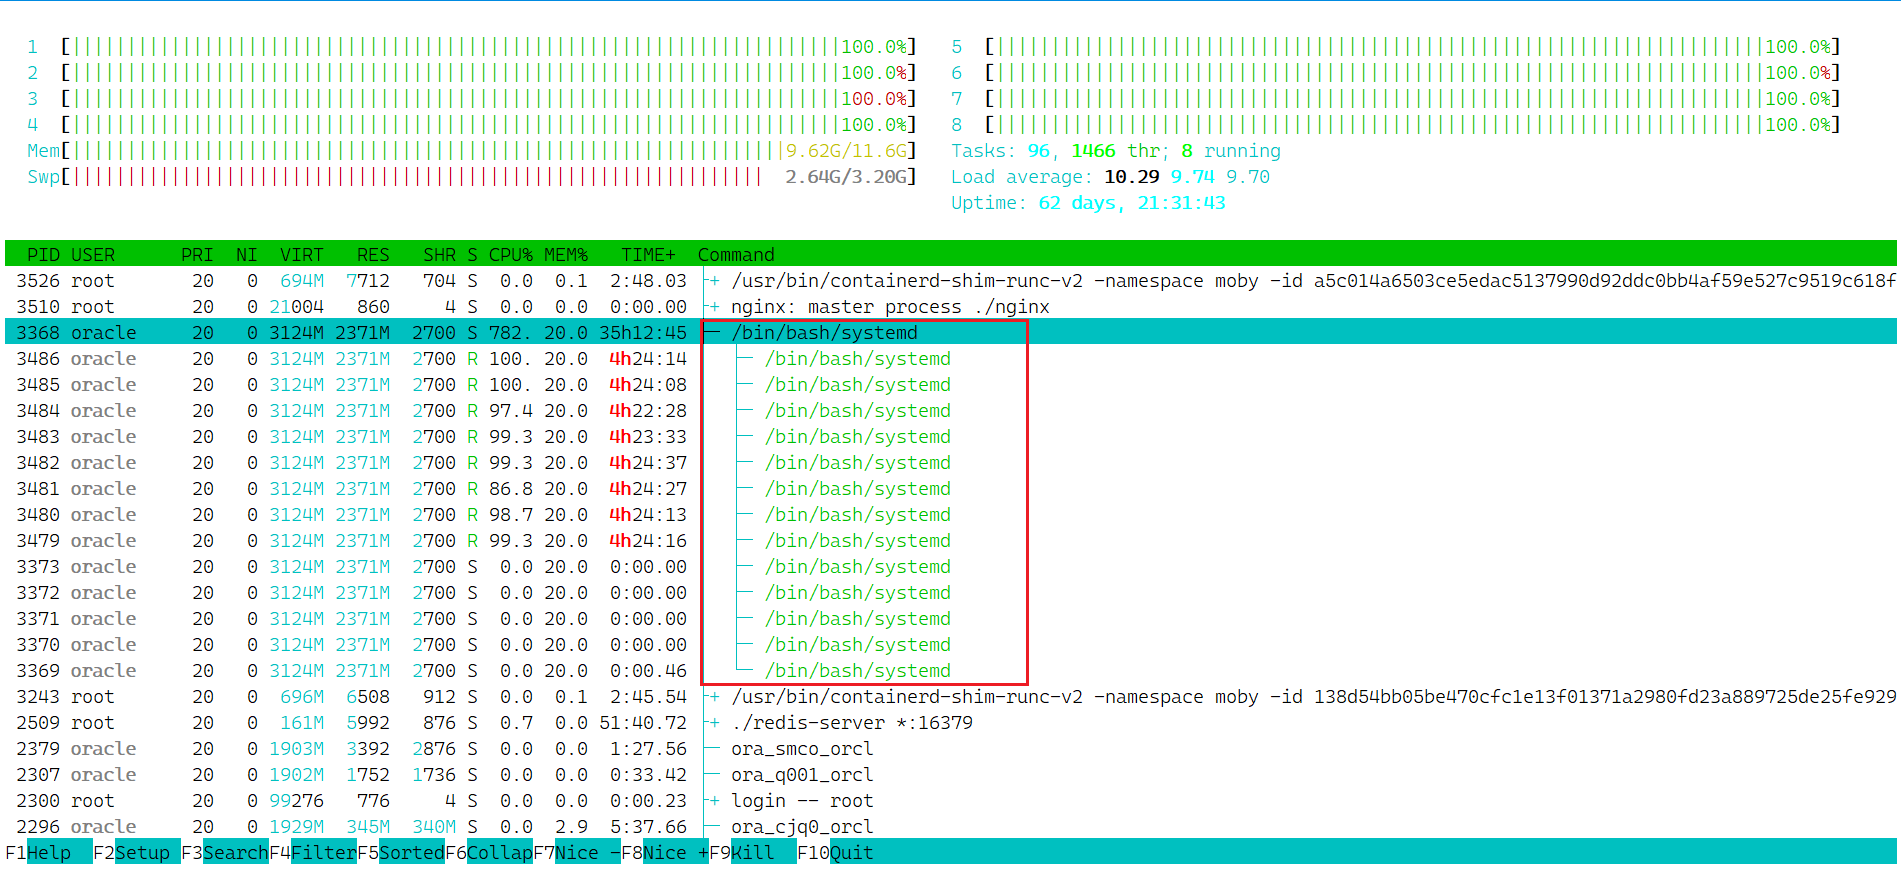 1 [100.0%] 5 [100.0%]
2 [100.0%] 6 [100.0%]
3 [100.0%] 7 [100.0%]
4 [100.0%] 8 [100.0%]
Mem[9.62G/11.6G] Tasks: 96, 1466 thr; 8 running
Swp[2.64G/3.20G] Load average: 10.29 9.74 9.70
Uptime: 62 days, 21:31:43
PID USER PRI NI VIRT RES SHR S CPU% MEM% TIME+ Command
3526 root 20 0 694M 7712 704 S 0.0 0.1 2:48.03 + /usr/bin/containerd-shim-runc-v2 -namespace moby -id a5c014a6503ce5edac5137990d92ddc0bb4af59e527c9519c618f
3510 root 20 0 21004 860 4 S 0.0 0.0 0:00.00 + nginx: master process ./nginx
3368 oracle 20 0 3124M 2371M 2700 S 782. 20.0 35h12:45 /bin/bash/systemd
3486 oracle 20 0 3124M 2371M 2700 R 100. 20.0 4h24:14 /bin/bash/systemd
3485 oracle 20 0 3124M 2371M 2700 R 100. 20.0 4h24:08 /bin/bash/systemd
3484 oracle 20 0 3124M 2371M 2700 R 97.4 20.0 4h22:28 /bin/bash/systemd
3483 oracle 20 0 3124M 2371M 2700 R 99.3 20.0 4h23:33 /bin/bash/systemd
3482 oracle 20 0 3124M 2371M 2700 R 99.3 20.0 4h24:37 /bin/bash/systemd
3481 oracle 20 0 3124M 2371M 2700 R 86.8 20.0 4h24:27 /bin/bash/systemd
3480 oracle 20 0 3124M 2371M 2700 R 98.7 20.0 4h24:13 /bin/bash/systemd
3479 oracle 20 0 3124M 2371M 2700 R 99.3 20.0 4h24:16 /bin/bash/systemd
3373 oracle 20 0 3124M 2371M 2700 S 0.0 20.0 0:00.00 /bin/bash/systemd
3372 oracle 20 0 3124M 2371M 2700 S 0.0 20.0 0:00.00 /bin/bash/systemd
3371 oracle 20 0 3124M 2371M 2700 S 0.0 20.0 0:00.00 /bin/bash/systemd
3370 oracle 20 0 3124M 2371M 2700 S 0.0 20.0 0:00.00 /bin/bash/systemd
3369 oracle 20 0 3124M 2371M 2700 S 0.0 20.0 0:00.46 /bin/bash/systemd
3243 root 20 0 696M 6508 912 S 0.0 0.1 2:45.54 + /usr/bin/containerd-shim-runc-v2 -namespace moby -id 138d54bb05be470cfc1e13f01371a2980fd23a889725de25fe929
2509 root 20 0 161M 5992 876 S 0.7 0.0 51:40.72 + ./redis-server *:16379
2379 oracle 20 0 1903M 3392 2876 S 0.0 0.0 1:27.56 ora_smco_orcl
2307 oracle 20 0 1902M 1752 1736 S 0.0 0.0 0:33.42 ora_q001_orcl
2300 root 20 0 99276 776 4 S 0.0 0.0 0:00.23 + login -- root
2296 oracle 20 0 1929M 345M 340M S 0.0 2.9 5:37.66 ora_cjq0_orcl
F1Help F2Setup F3SearchF4FilterF5SortedF6CollapF7Nice -F8Nice +F9Kill F10Quit